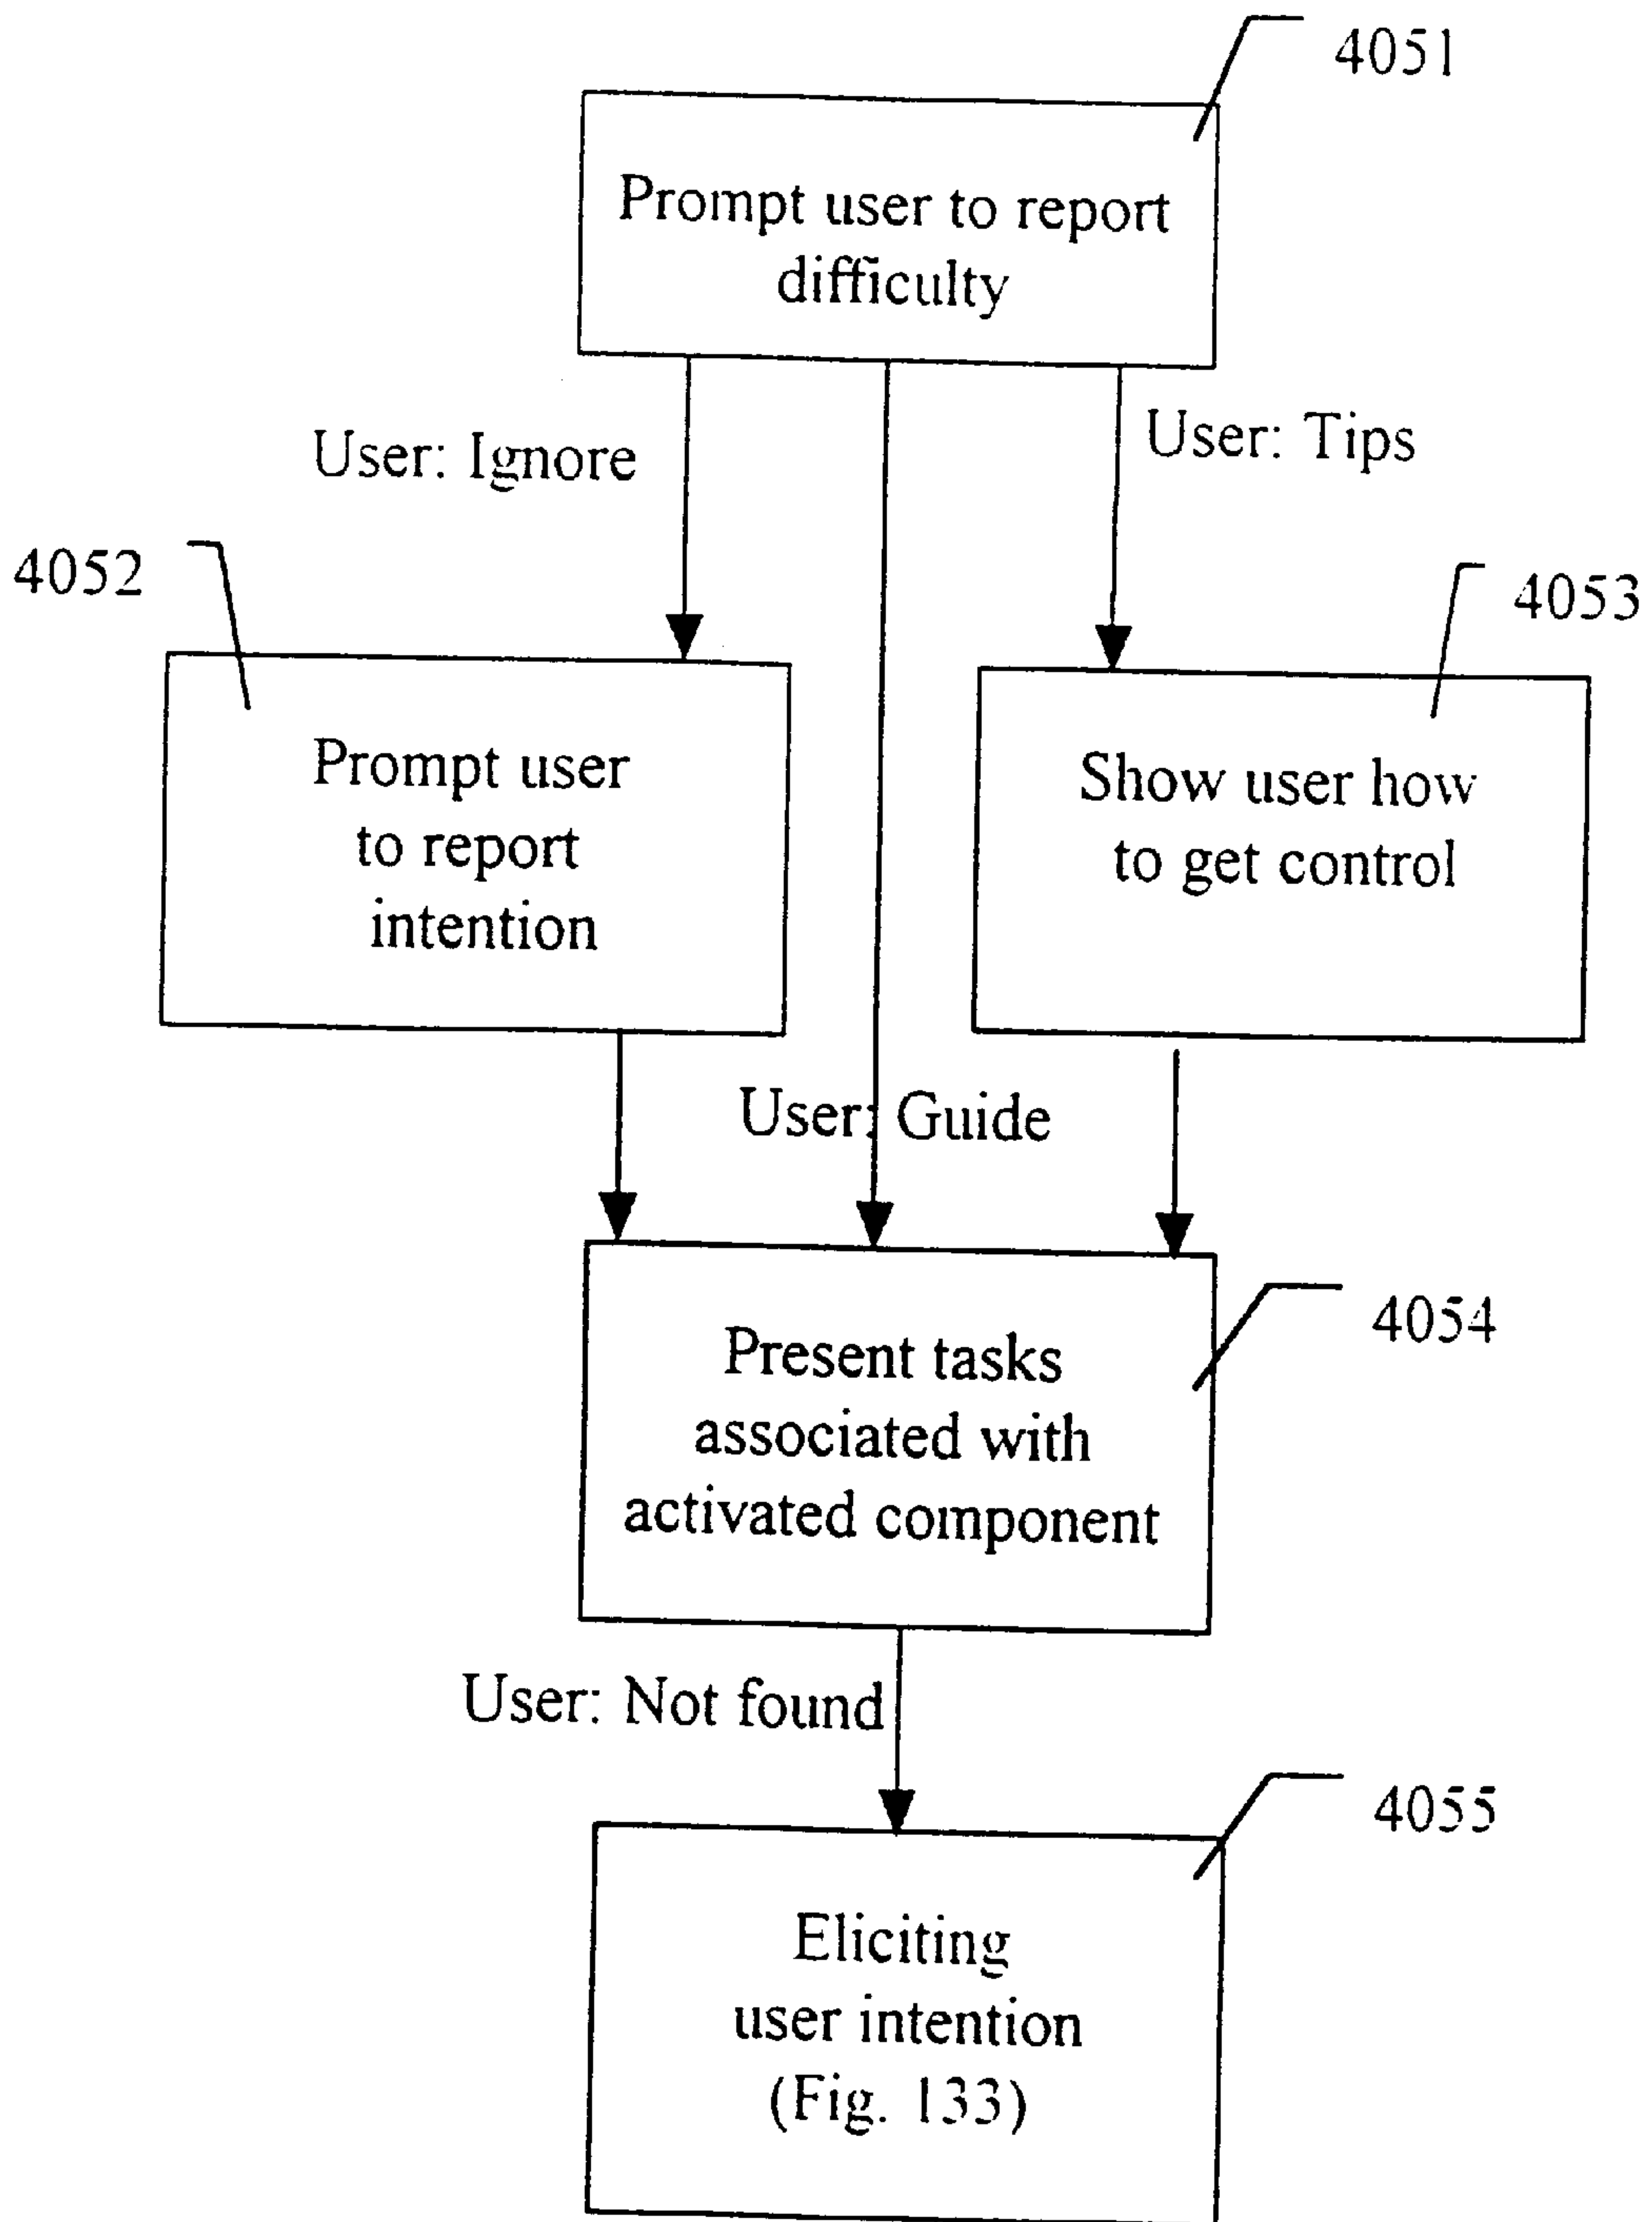 4051
Prompt user to report
difficulty
User: Ignore
User: Tips
4052
4053
Prompt user
to report
intention
Show user how
to get control
User: Guide
4054
Present tasks
associated with
activated component
User: Not found
4055
Eliciting
user intention
(Fig. 133)